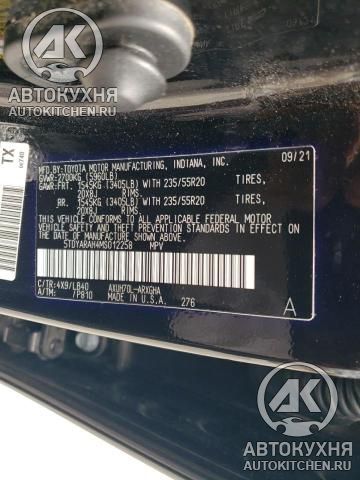 АК
АВТОКУХНЯ
AUTOKITCHEN.RU
TX
MFD.BY:TOYOTA MOTOR MANUFACTURING, INDIANA, INC. 09/21
GVWR:2700KG (5960LB)
GAWR:FRT. 1545KG (3405LB) WITH 235/55R20 TIRES,
20X8J RIMS
RR. 1545KG (3405LB) WITH 235/55R20 TIRES,
20X8J RIMS
THIS VEHICLE CONFORMS TO ALL APPLICABLE FEDERAL MOTOR VEHICLE
SAFETY AND THEFT PREVENTION STANDARDS IN EFFECT ON
THE DATE OF MANUFACTURE SHOWN ABOVE.
5TDYARAH4MS012258 MPV
C/TR:4X9/LB40 AXUH70L-ARXGHA
A/TM: /P810 MADE IN U.S.A. 276 A
АК
АВТОКУХНЯ
AUTOKITCHEN.RU